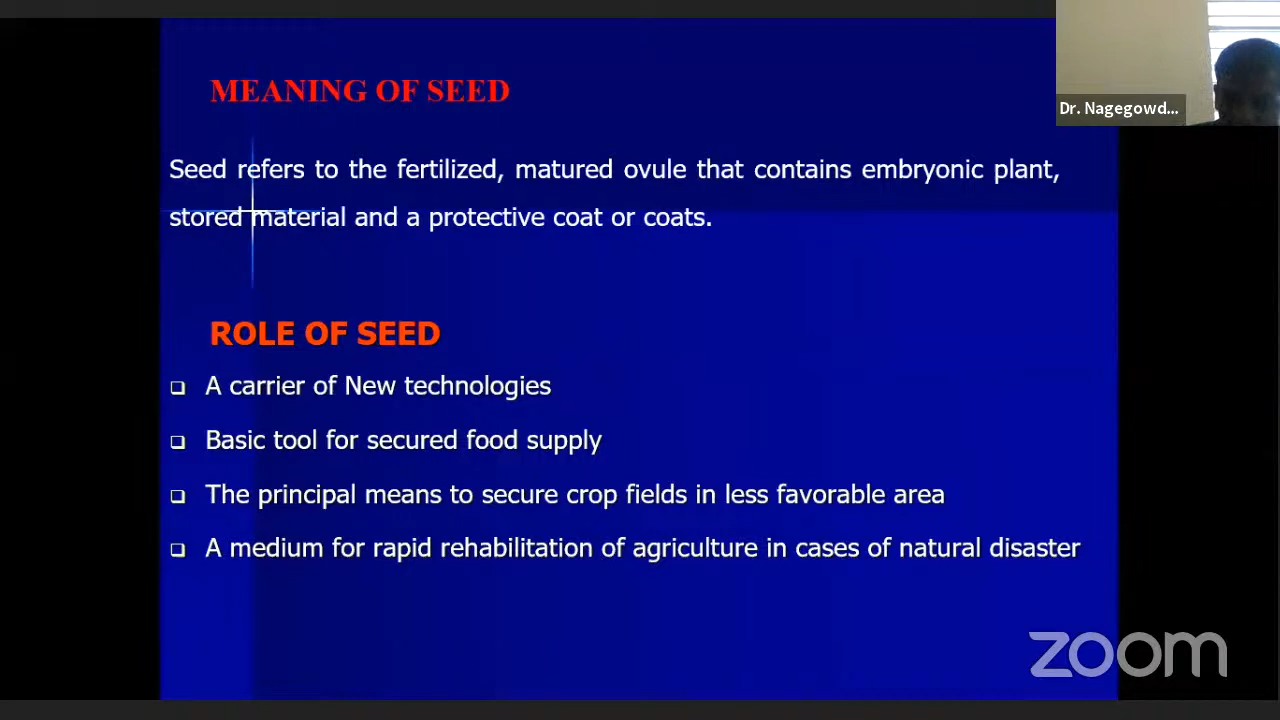 MEANING OF SEED
Dr. Nagegowd...
Seed refers to the fertilized, matured ovule that contains embryonic plant,
stored material and a protective coat or coats.
ROLE OF SEED
A carrier of New technologies
Basic tool for secured food supply
The principal means to secure crop fields in less favorable area
A medium for rapid rehabilitation of agriculture in cases of natural disaster
zoom